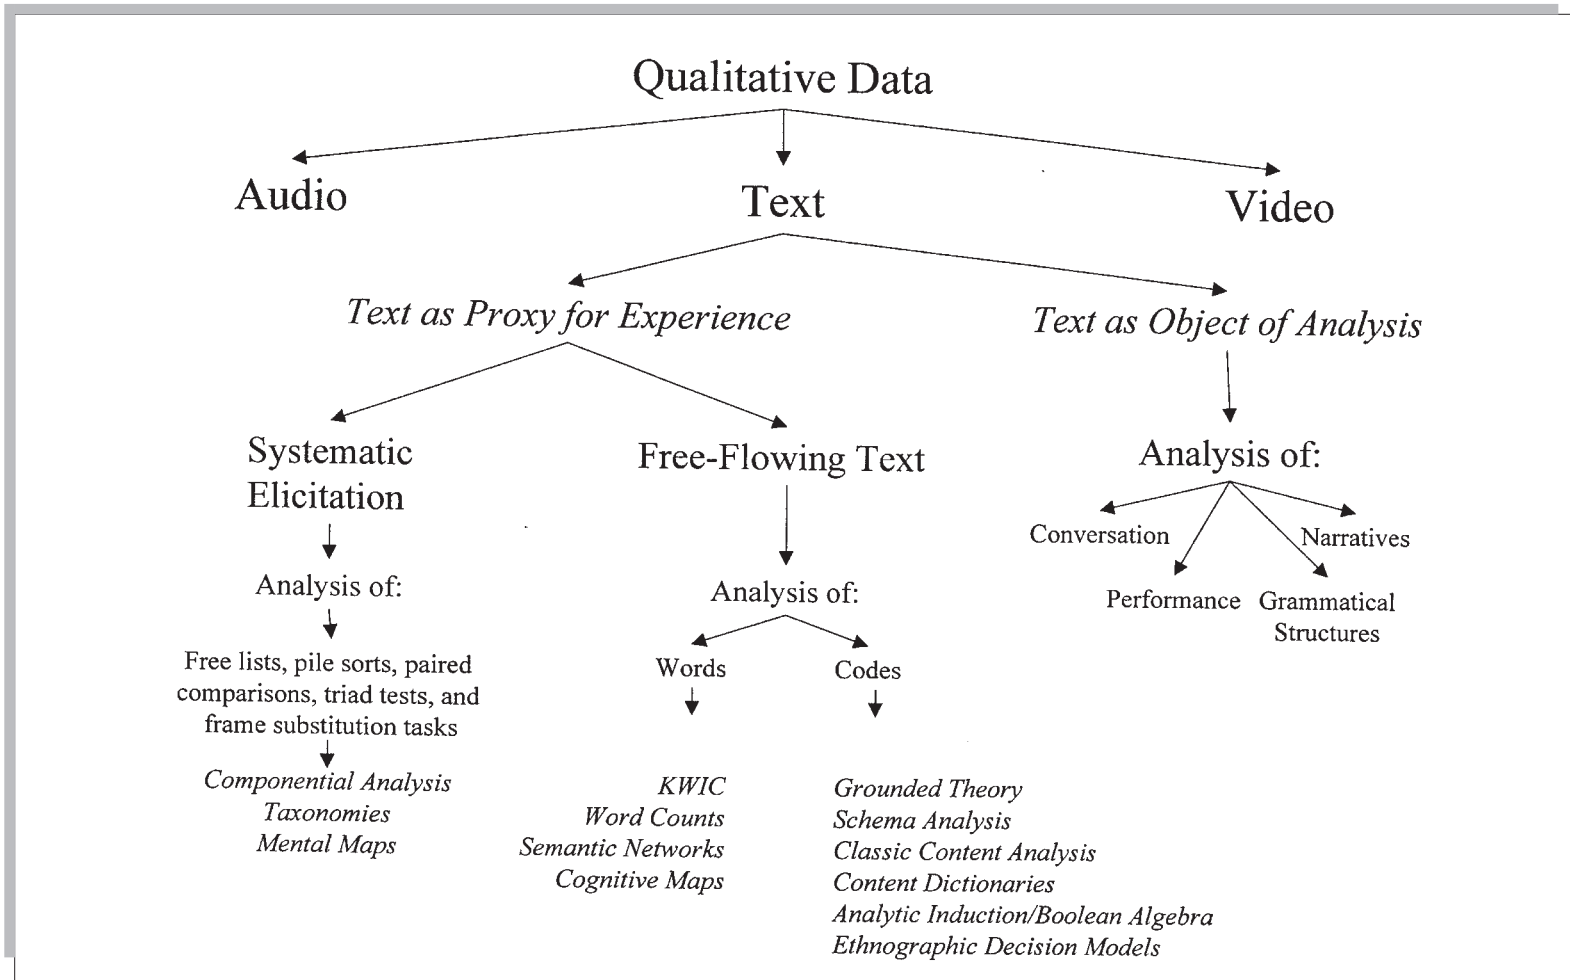 Qualitative Data
Audio
Text
Video
Text as Proxy for Experience
Text as Object of Analysis
Systematic
Elicitation
Free-Flowing Text
Analysis of:
Conversation
Narratives
Performance
Grammatical
Structures
Analysis of:
Free lists, pile sorts, paired
comparisons, triad tests, and
frame substitution tasks
Componential Analysis
Taxonomies
Mental Maps
Analysis of:
Words
Codes
KWIC
Word Counts
Semantic Networks
Cognitive Maps
Grounded Theory
Schema Analysis
Classic Content Analysis
Content Dictionaries
Analytic Induction/Boolean Algebra
Ethnographic Decision Models